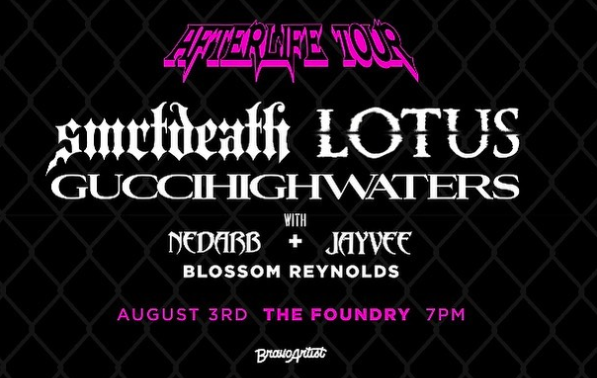 AFTERLIFE TOUR
smrtdeath LOTUS
GUCCIHIGHWATERS
WITH
NEDARB + JAYVEE
BLOSSOM REYNOLDS
AUGUST 3RD THE FOUNDRY 7PM
BravoArtist